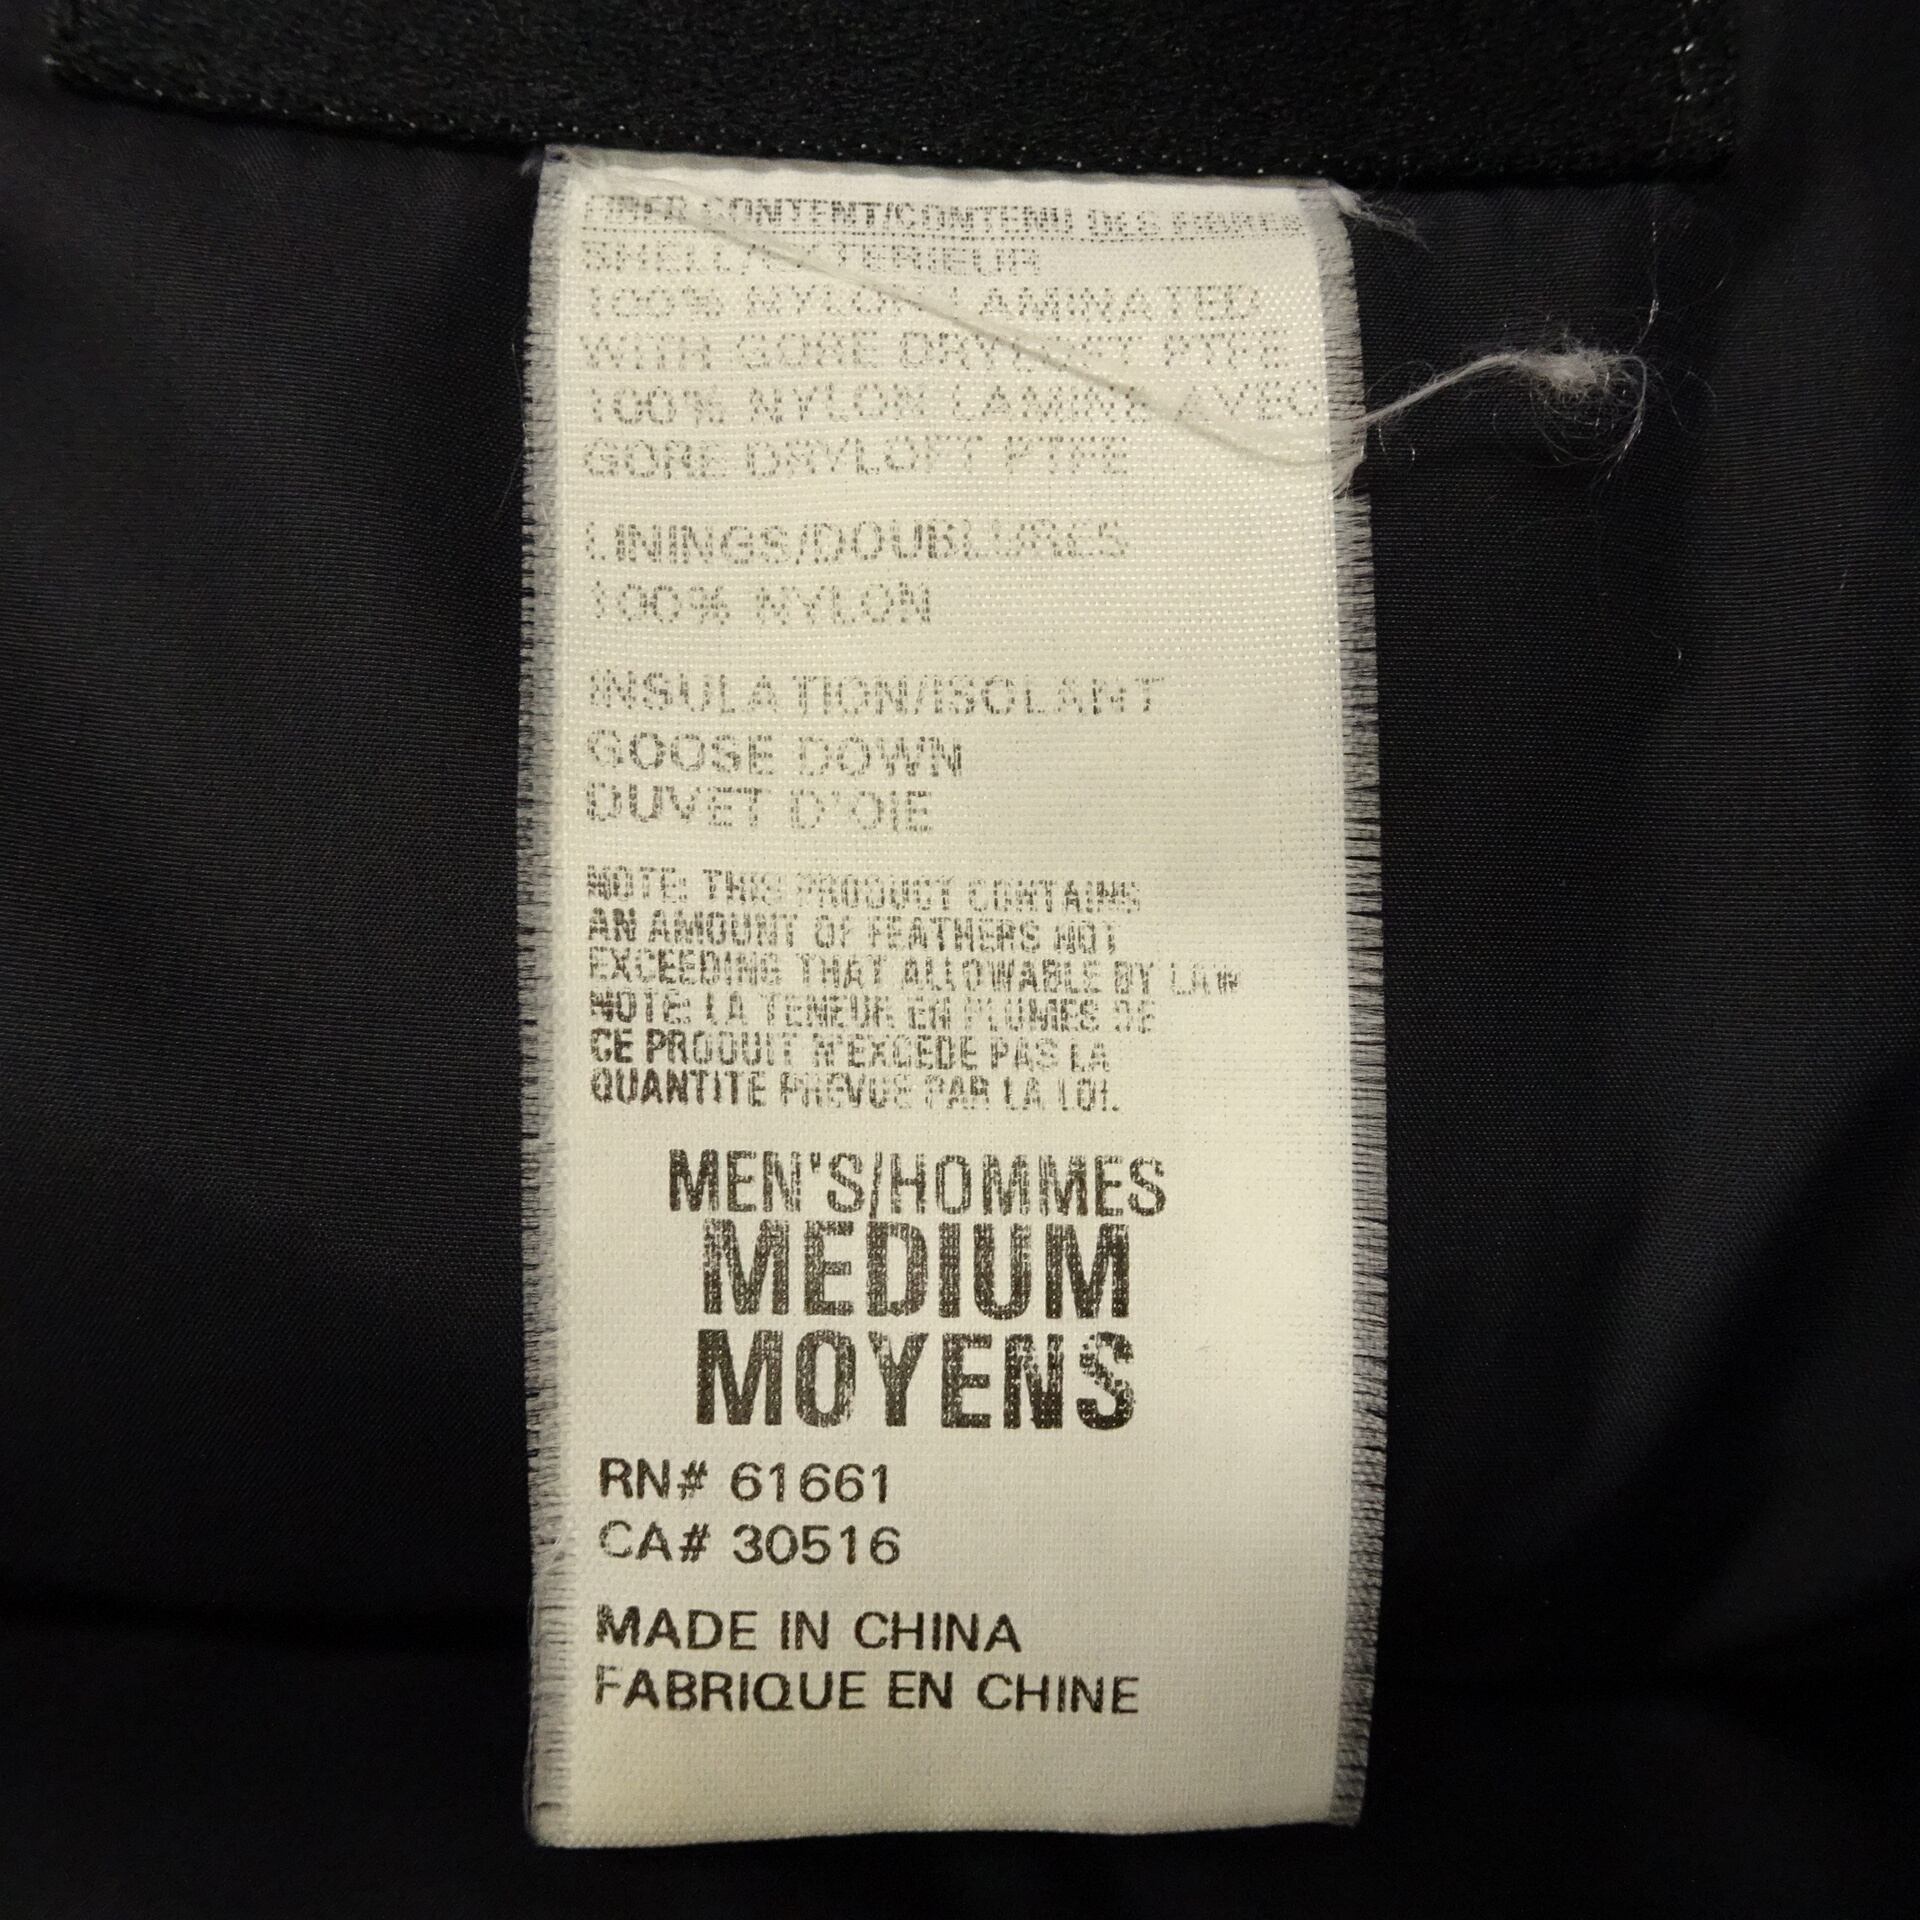 FIBER CONTENT/CONTENU DES FIBRES
SHELL/EXTERIEUR
100% NYLON LAMINATED
WITH GORE DRYLOFT PTFE
100% NYLON LAMINE AVEC
GORE DRYLOFT PTFE
LININGS/DOUBLURES
100% NYLON
INSULATION/ISOLANT
GOOSE DOWN
DUVET D'OIE
NOTE: THIS PRODUCT CONTAINS
AN AMOUNT OF FEATHERS NOT
EXCEEDING THAT ALLOWABLE BY LAW
NOTE: LA TENEUR EN PLUMES DE
CE PRODUIT N'EXCEDE PAS LA
QUANTITE PREVUE PAR LA LOI.
MEN'S/HOMMES
MEDIUM
MOYENS
RN# 61661
CA# 30516
MADE IN CHINA
FABRIQUE EN CHINE